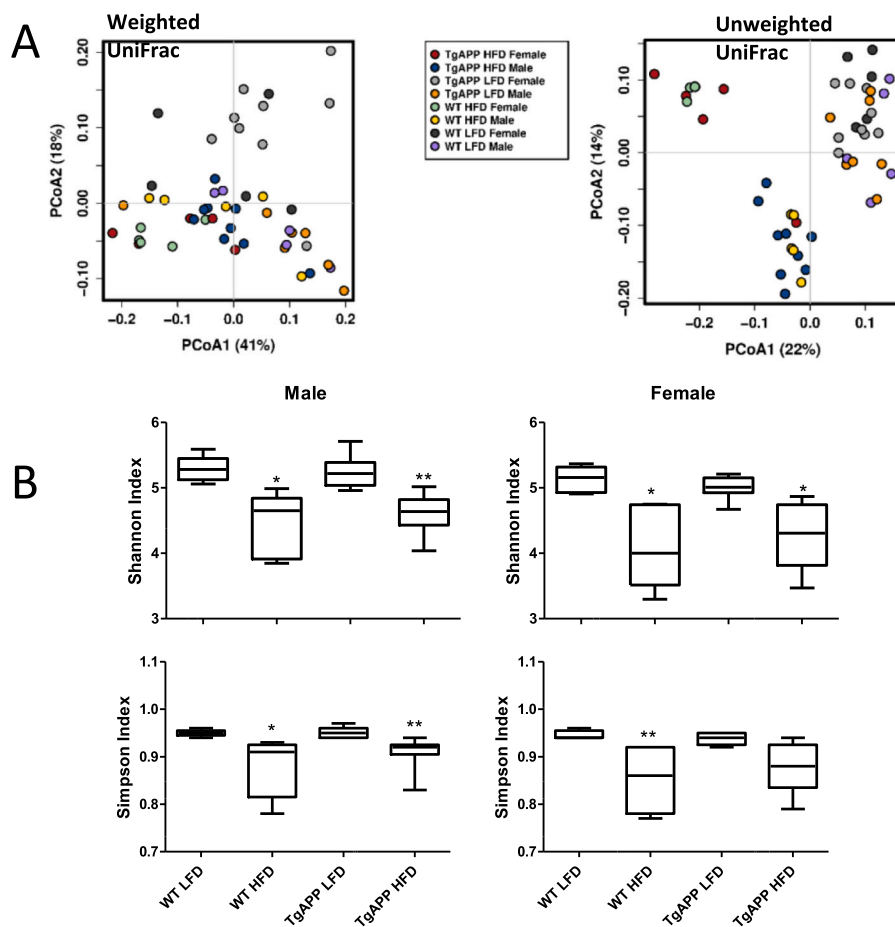 A
Weighted
UniFrac
PCoA2 (18%)
0.20
0.10
0.00
−0.10
−0.2
−0.1
0.0
0.1
0.2
PCoA1 (41%)
TgAPP HFD Female
TgAPP HFD Male
TgAPP LFD Female
TgAPP LFD Male
WT HFD Female
WT HFD Male
WT LFD Female
WT LFD Male
Unweighted
UniFrac
PCoA2 (14%)
0.10
0.00
−0.10
−0.20
−0.2
−0.1
0.0
0.1
PCoA1 (22%)
B
Male
Shannon Index
6
5
4
3
*
**
Female
Shannon Index
6
5
4
3
*
*
Simpson Index
1.1
1.0
0.9
0.8
0.7
*
**
WT LFD
WT HFD
TgAPP LFD
TgAPP HFD
Simpson Index
1.1
1.0
0.9
0.8
0.7
**
WT LFD
WT HFD
TgAPP LFD
TgAPP HFD